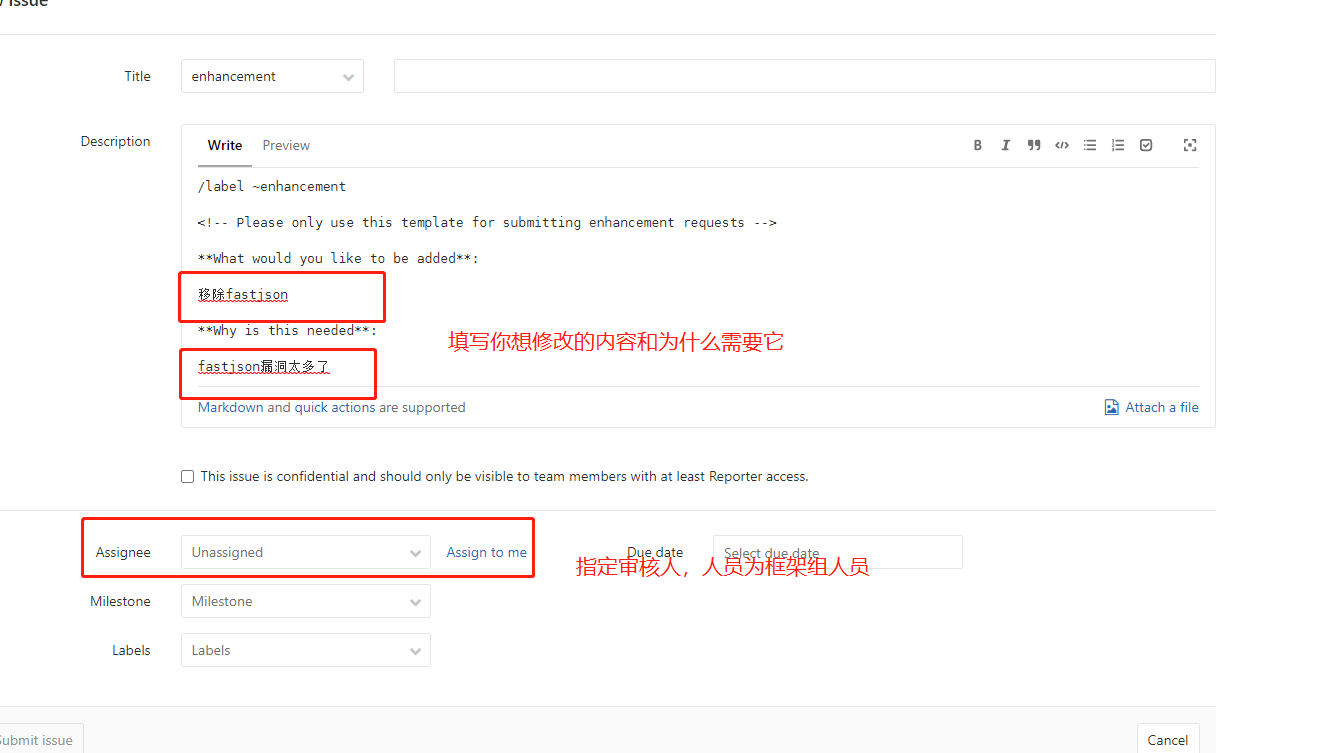 Issue
Title
enhancement
Description
Write Preview
/label ~enhancement
<!-- Please only use this template for submitting enhancement requests -->
**What would you like to be added**:
移除fastjson
**Why is this needed**:
填写你想修改的内容和为什么需要它
fastjson漏洞太多了
Markdown and quick actions are supported
Attach a file
This issue is confidential and should only be visible to team members with at least Reporter access.
Assignee
Unassigned
Assign to me
Due date
Select due date
指定审核人，人员为框架组人员
Milestone
Milestone
Labels
Labels
Submit issue
Cancel